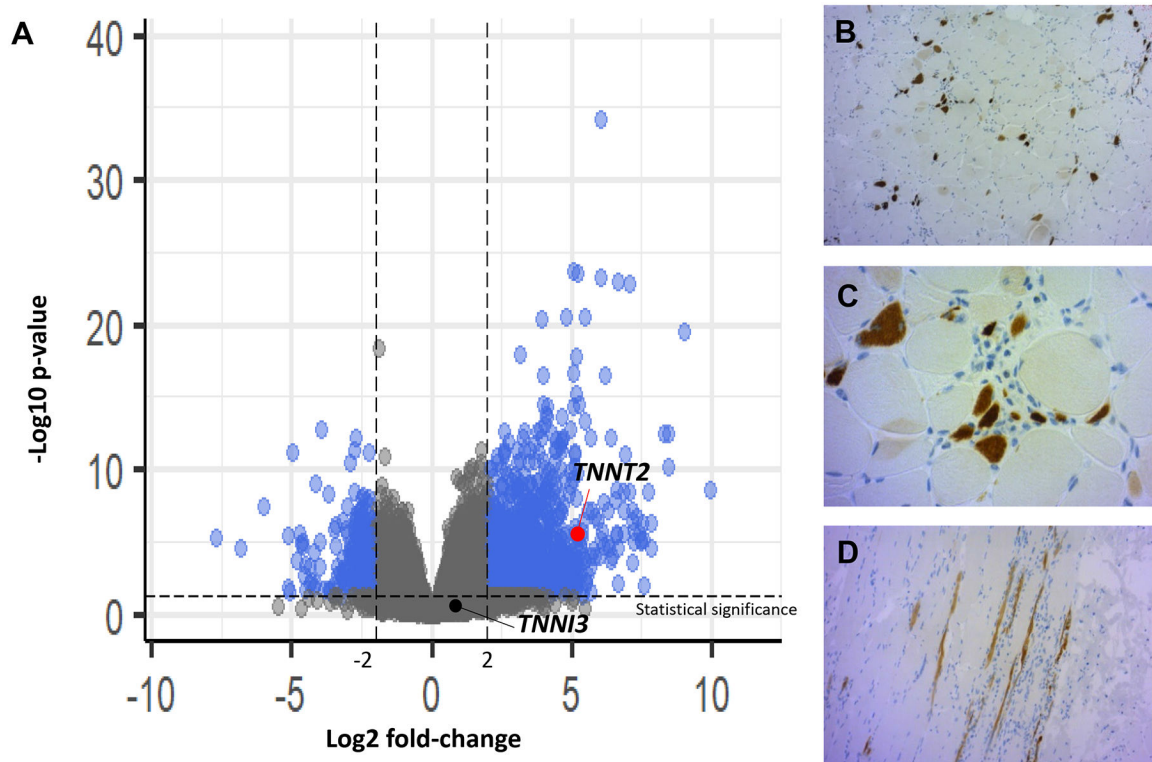 A
40
30
20
10
0
-Log10 p-value
TNNT2
Statistical significance
TNNI3
-2
2
-10
-5
0
5
10
Log2 fold-change
B
C
D